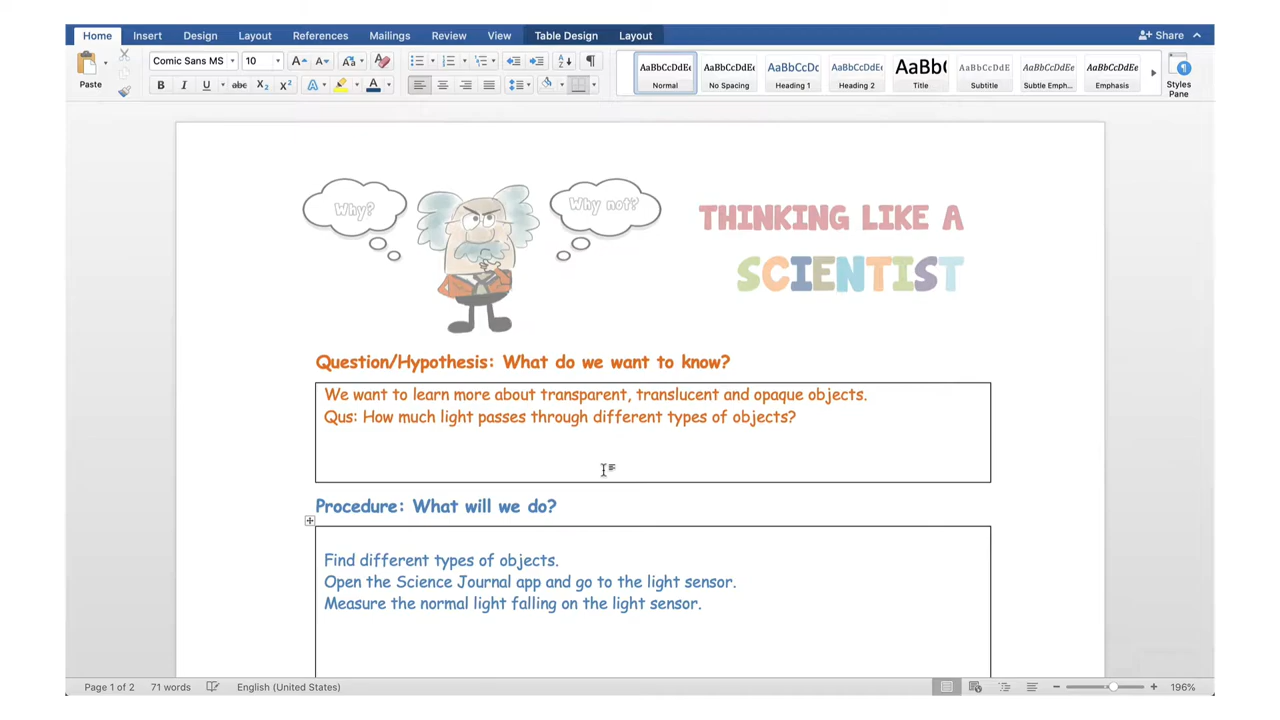 Home Insert Design Layout References Mailings Review View Table Design Layout Share
Comic Sans MS 10
Paste
AaBbCcDdEe AaBbCcDdEe AaBbCcDc AaBbCcDdEe AaBb( AaBbCcDdE AaBbCcDdEe AaBbCcDdEe
Normal No Spacing Heading 1 Heading 2 Title Subtitle Subtle Emph... Emphasis
Styles
Pane
Why?
Why not?
THINKING LIKE A
SCIENTIST
Question/Hypothesis: What do we want to know?
We want to learn more about transparent, translucent and opaque objects.
Qus: How much light passes through different types of objects?
Procedure: What will we do?
Find different types of objects.
Open the Science Journal app and go to the light sensor.
Measure the normal light falling on the light sensor.
Page 1 of 2 71 words English (United States) 196%